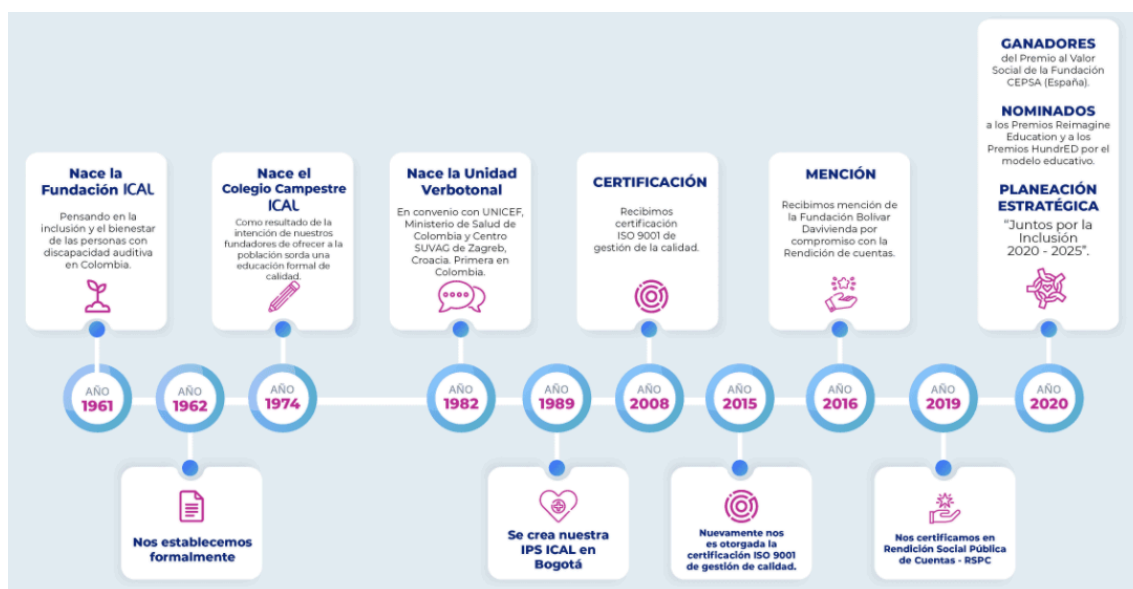 Nace la
Fundación ICAL
Pensando en la
inclusión y el bienestar
de las personas con
discapacidad auditiva
en Colombia.
AÑO
1961
AÑO
1962
Nos establecemos
formalmente
Nace el
Colegio Campestre
ICAL
Como resultado de la
intención de nuestros
fundadores de ofrecer a la
población sorda una
educación formal de
calidad.
AÑO
1974
Nace la Unidad
Verbotonal
En convenio con UNICEF,
Ministerio de Salud de
Colombia y Centro
SUVAG de Zagreb,
Croacia. Primera en
Colombia.
AÑO
1982
AÑO
1989
Se crea nuestra
IPS ICAL en
Bogotá
CERTIFICACIÓN
Recibimos
certificación
ISO 9001 de
gestión de la calidad.
AÑO
2008
AÑO
2015
Nuevamente nos
es otorgada la
certificación ISO 9001
de gestión de calidad.
MENCIÓN
Recibimos mención de
la Fundación Bolívar
Davivienda por
compromiso con la
Rendición de cuentas.
AÑO
2016
AÑO
2019
Nos certificamos en
Rendición Social Pública
de Cuentas - RSPC
GANADORES
del Premio al Valor
Social de la Fundación
CEPSA (España).
NOMINADOS
a los Premios Reimagine
Education y a los
Premios HundrED por el
modelo educativo.
PLANEACIÓN
ESTRATÉGICA
“Juntos por la
Inclusión
2020 - 2025”.
AÑO
2020